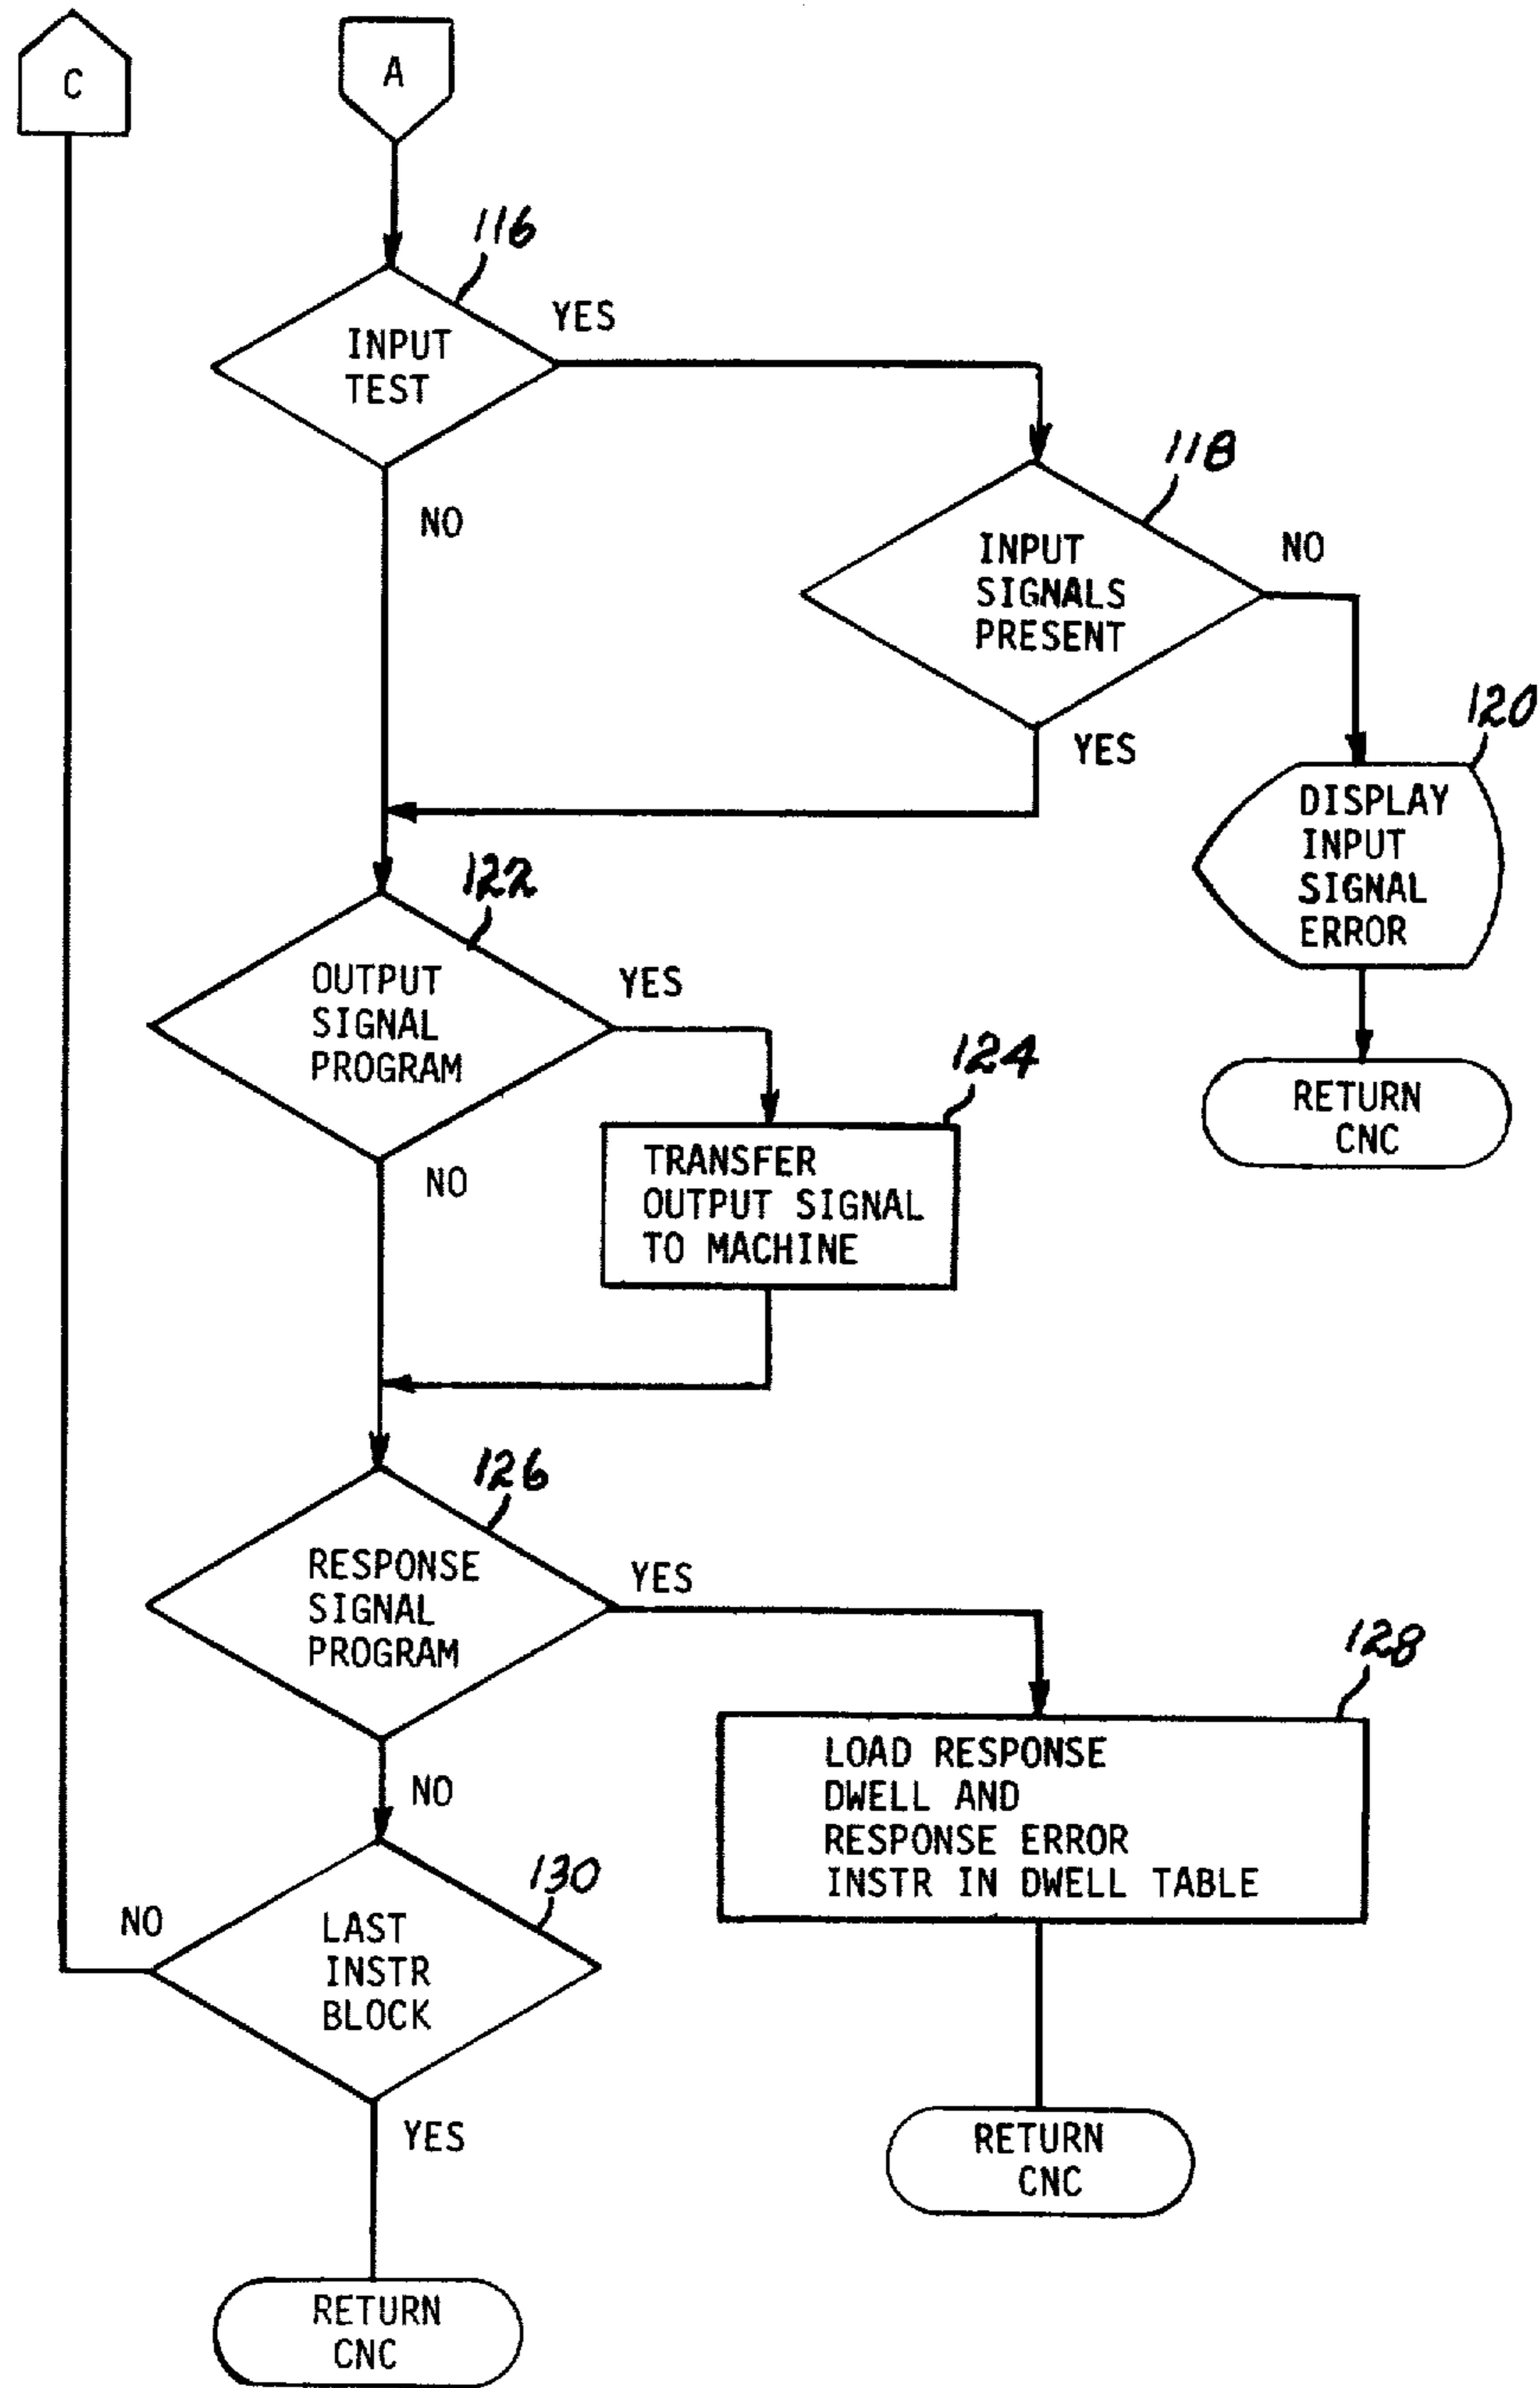 C
A
116
INPUT
TEST
YES
NO
118
INPUT
SIGNALS
PRESENT
NO
YES
120
DISPLAY
INPUT
SIGNAL
ERROR
RETURN
CNC
122
OUTPUT
SIGNAL
PROGRAM
YES
NO
124
TRANSFER
OUTPUT SIGNAL
TO MACHINE
126
RESPONSE
SIGNAL
PROGRAM
YES
NO
128
LOAD RESPONSE
DWELL AND
RESPONSE ERROR
INSTR IN DWELL TABLE
RETURN
CNC
130
LAST
INSTR
BLOCK
NO
YES
RETURN
CNC